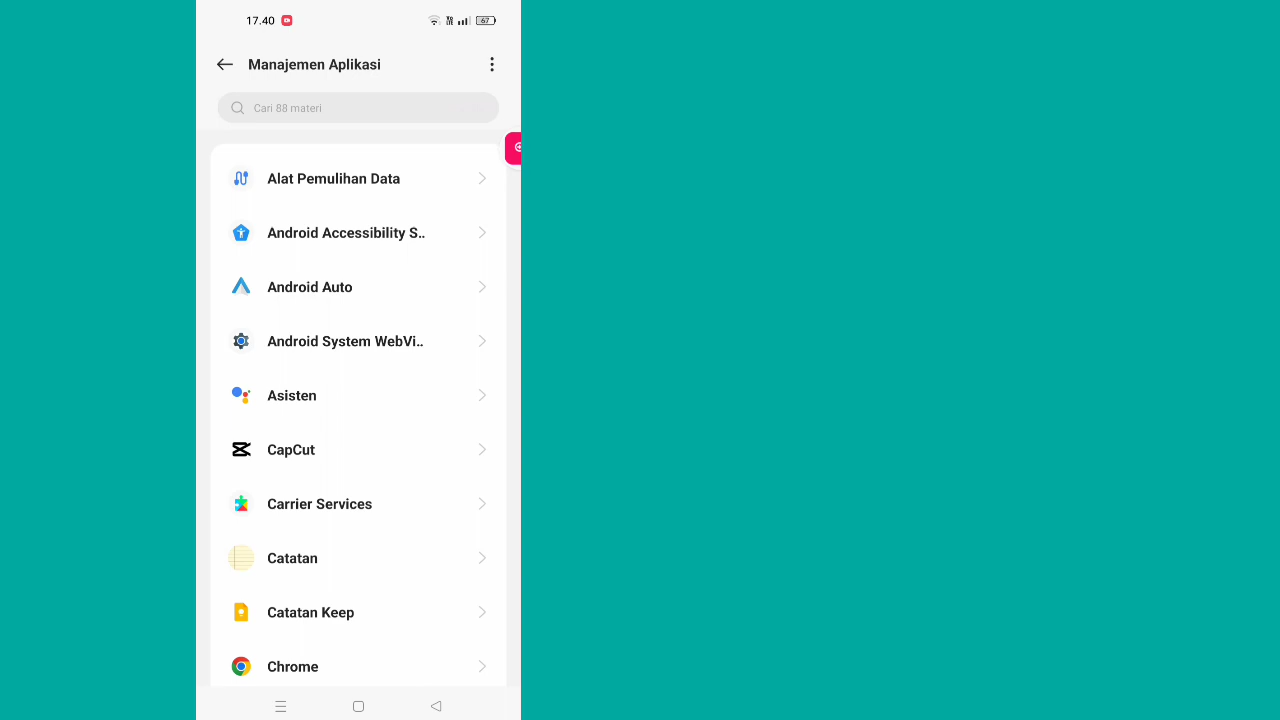 17.40
67
Manajemen Aplikasi
Cari 88 materi
Alat Pemulihan Data
Android Accessibility S..
Android Auto
Android System WebVi..
Asisten
CapCut
Carrier Services
Catatan
Catatan Keep
Chrome